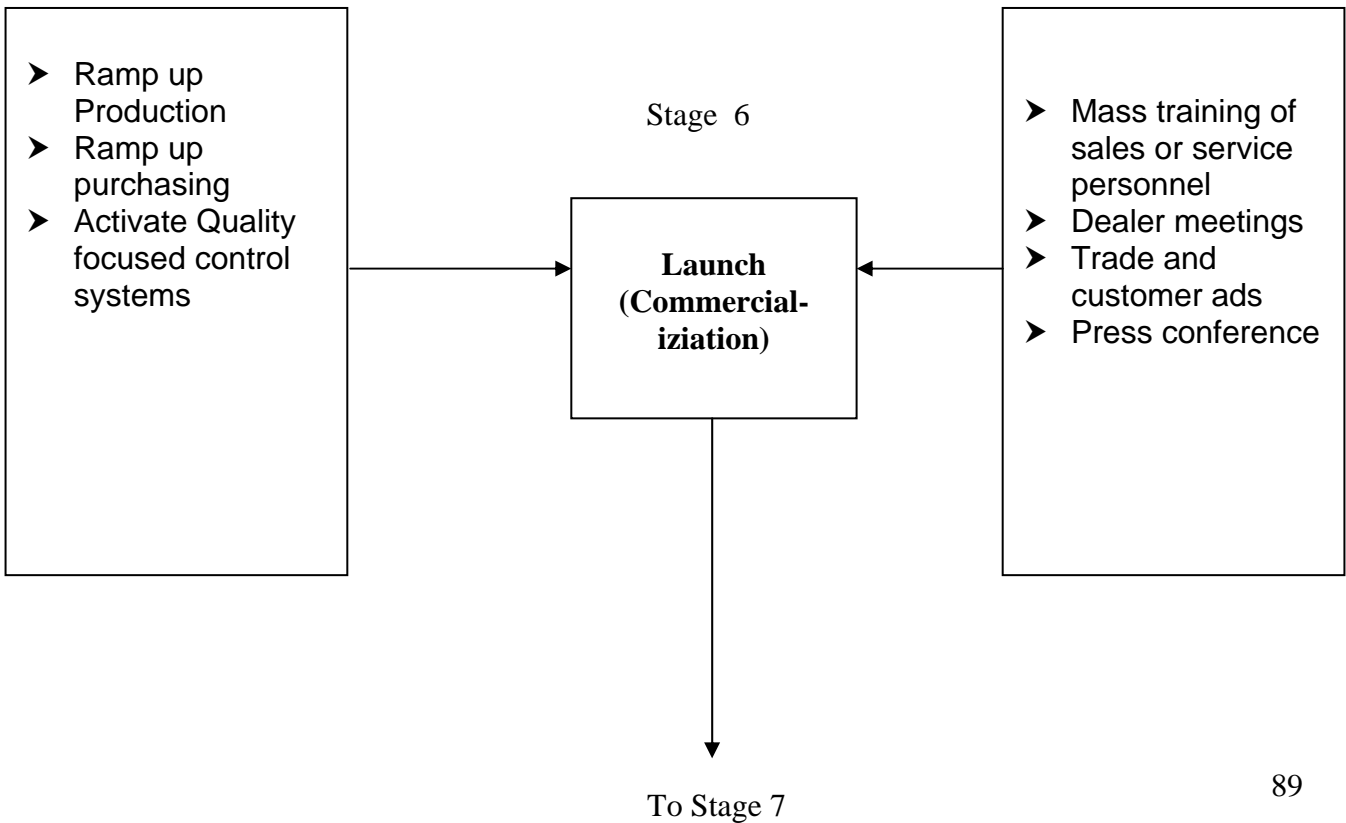 ➤ Ramp up
Production
➤ Ramp up
purchasing
➤ Activate Quality
focused control
systems
Stage 6
Launch
(Commercial-
iziation)
➤ Mass training of
sales or service
personnel
➤ Dealer meetings
➤ Trade and
customer ads
➤ Press conference
To Stage 7
89